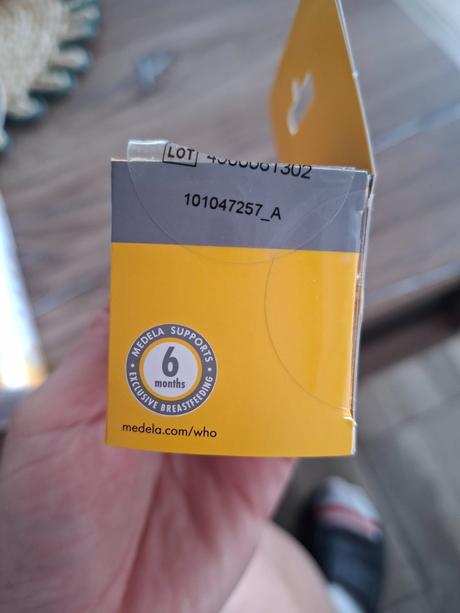 LOT
101047257_A
MEDELA SUPPORTS
6
months
EXCLUSIVE BREASTFEEDING
medela.com/who